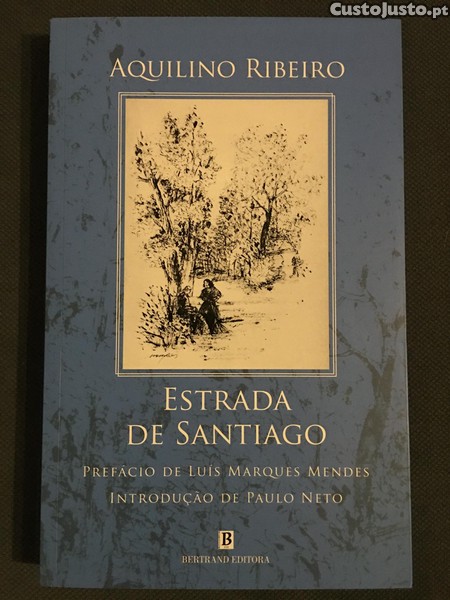 CustoJusto.pt
AQUILINO RIBEIRO
ESTRADA
DE SANTIAGO
PREFÁCIO DE LUÍS MARQUES MENDES
INTRODUÇÃO DE PAULO NETO
B
BERTRAND EDITORA